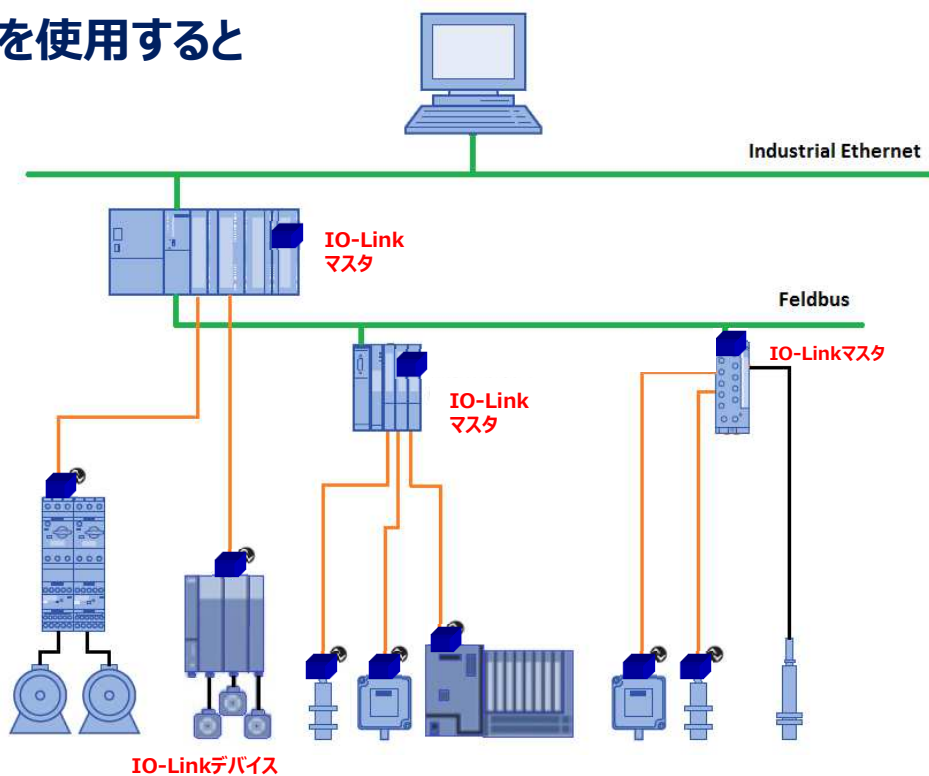 を使用すると
Industrial Ethernet
IO-Link
マスタ
Feldbus
IO-Linkマスタ
IO-Link
マスタ
IO-Linkデバイス